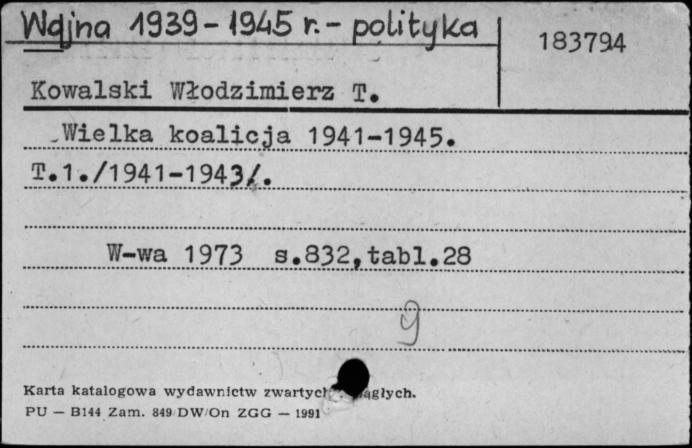 Wojna 1939-1945 r. - polityka
183794
Kowalski Włodzimierz T.
Wielka koalicja 1941-1945.
T.1./1941-1943/.
W-wa 1973 s.832,tabl.28
9
Karta katalogowa wydawnictw zwartych
PU — B144 Zam. 849/DW/On ZGG — 1991